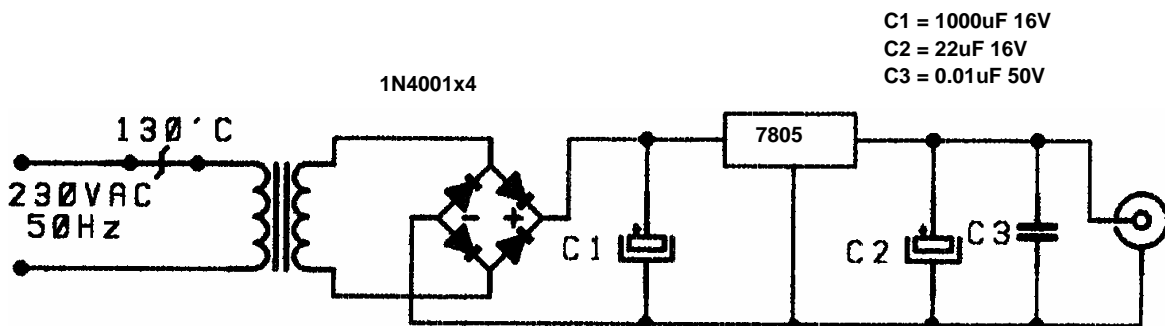 C1 = 1000uF 16V
C2 = 22uF 16V
C3 = 0.01uF 50V
1N4001x4
130'C
7805
230VAC
50Hz
- +
C1
C2
C3